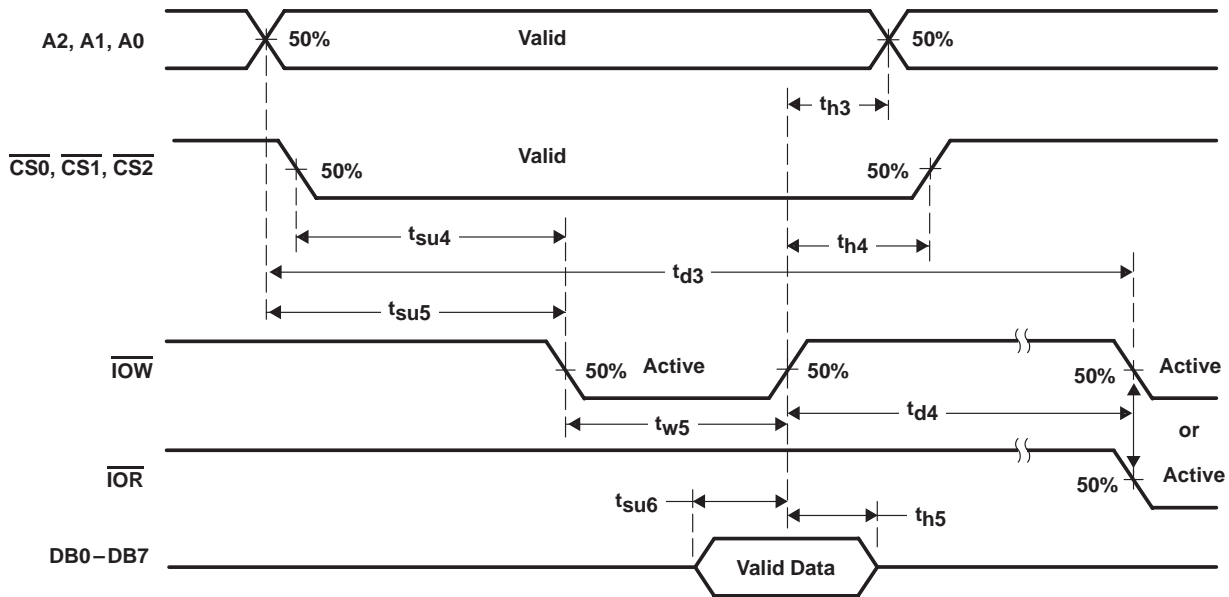 A2, A1, A0
50%
Valid
50%
th3
CS0, CS1, CS2
50%
Valid
50%
tsu4
th4
td3
tsu5
IOW
50%
Active
50%
50%
Active
tw5
td4
or
IOR
50%
Active
tsu6
th5
DB0–DB7
Valid Data